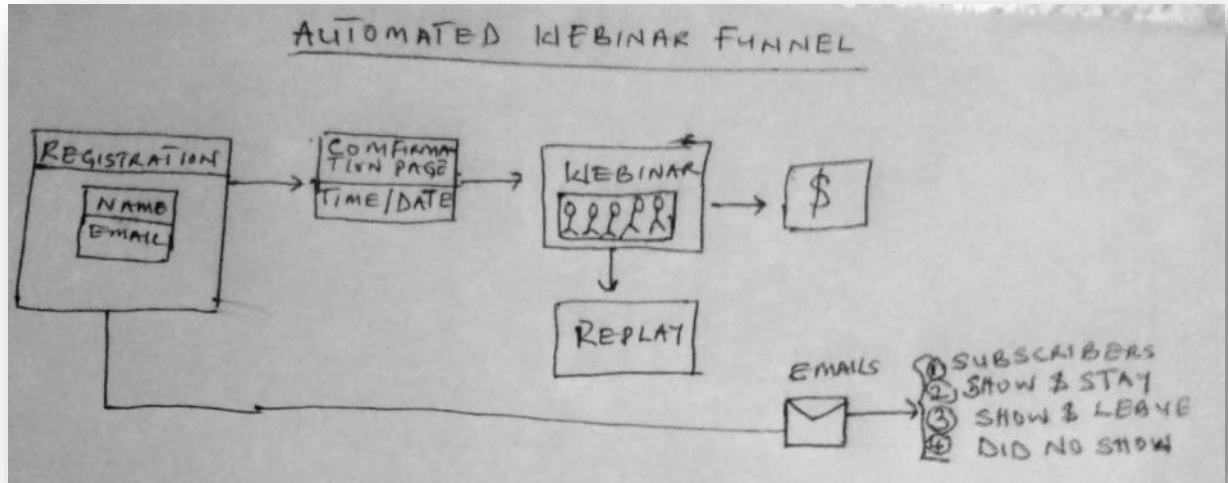 AUTOMATED WEBINAR FUNNEL
REGISTRATION
NAME
EMAIL
COMFIRMA
TION PAGE
TIME/DATE
WEBINAR
$
REPLAY
EMAILS
① SUBSCRIBERS
② SHOW & STAY
③ SHOW & LEAVE
④ DID NO SHOW